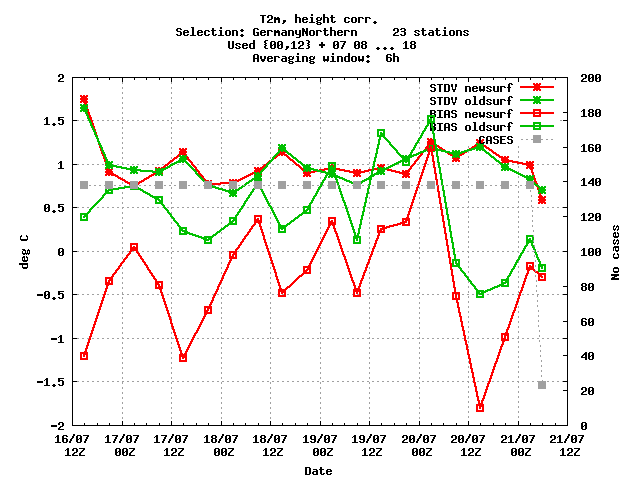 T2m, height corr.
Selection: GermanyNorthern 23 stations
Used {00,12} + 07 08 ... 18
Averaging window: 6h
STDV newsurf
STDV oldsurf
BIAS newsurf
BIAS oldsurf
CASES
2
1.5
1
0.5
0
-0.5
-1
-1.5
-2
deg C
200
180
160
140
120
100
80
60
40
20
0
No cases
16/07 17/07 17/07 18/07 18/07 19/07 19/07 20/07 20/07 21/07 21/07
12Z 00Z 12Z 00Z 12Z 00Z 12Z 00Z 12Z 00Z 12Z
Date